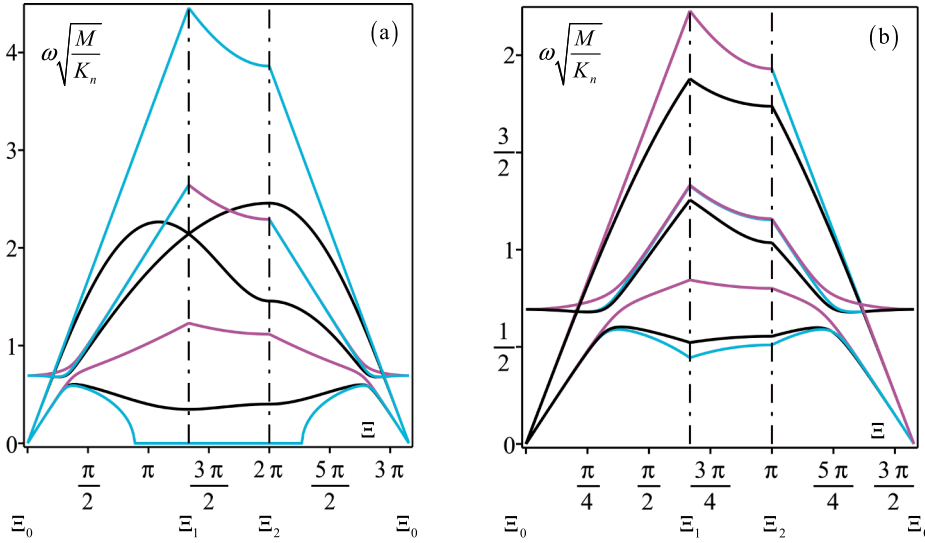 ω√(M/Kₙ) (a)
4
3
2
1
0
Ξ
π/2 π 3π/2 2π 5π/2 3π
Ξ₀ Ξ₁ Ξ₂ Ξ₀
ω√(M/Kₙ) (b)
2
3/2
1
1/2
0
Ξ
π/4 π/2 3π/4 π 5π/4 3π/2
Ξ₀ Ξ₁ Ξ₂ Ξ₀